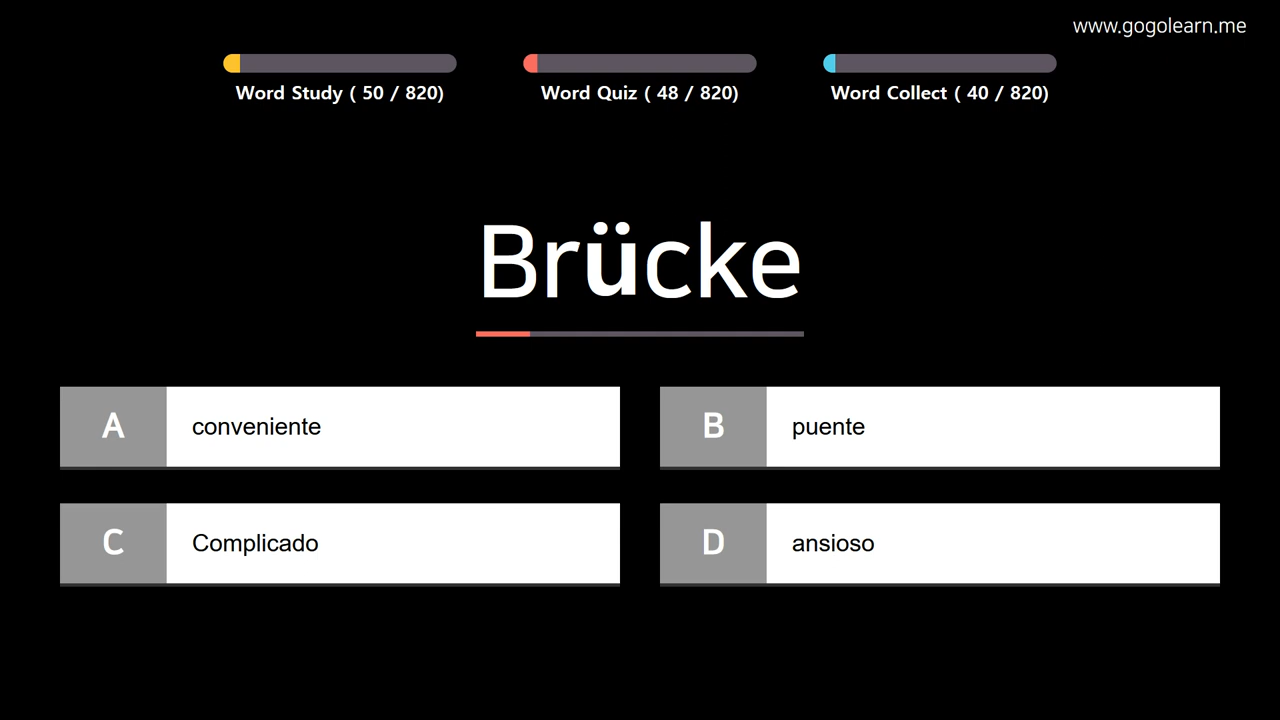 www.gogolearn.me
Word Study ( 50 / 820)
Word Quiz ( 48 / 820)
Word Collect ( 40 / 820)
Brücke
A
conveniente
B
puente
C
Complicado
D
ansioso